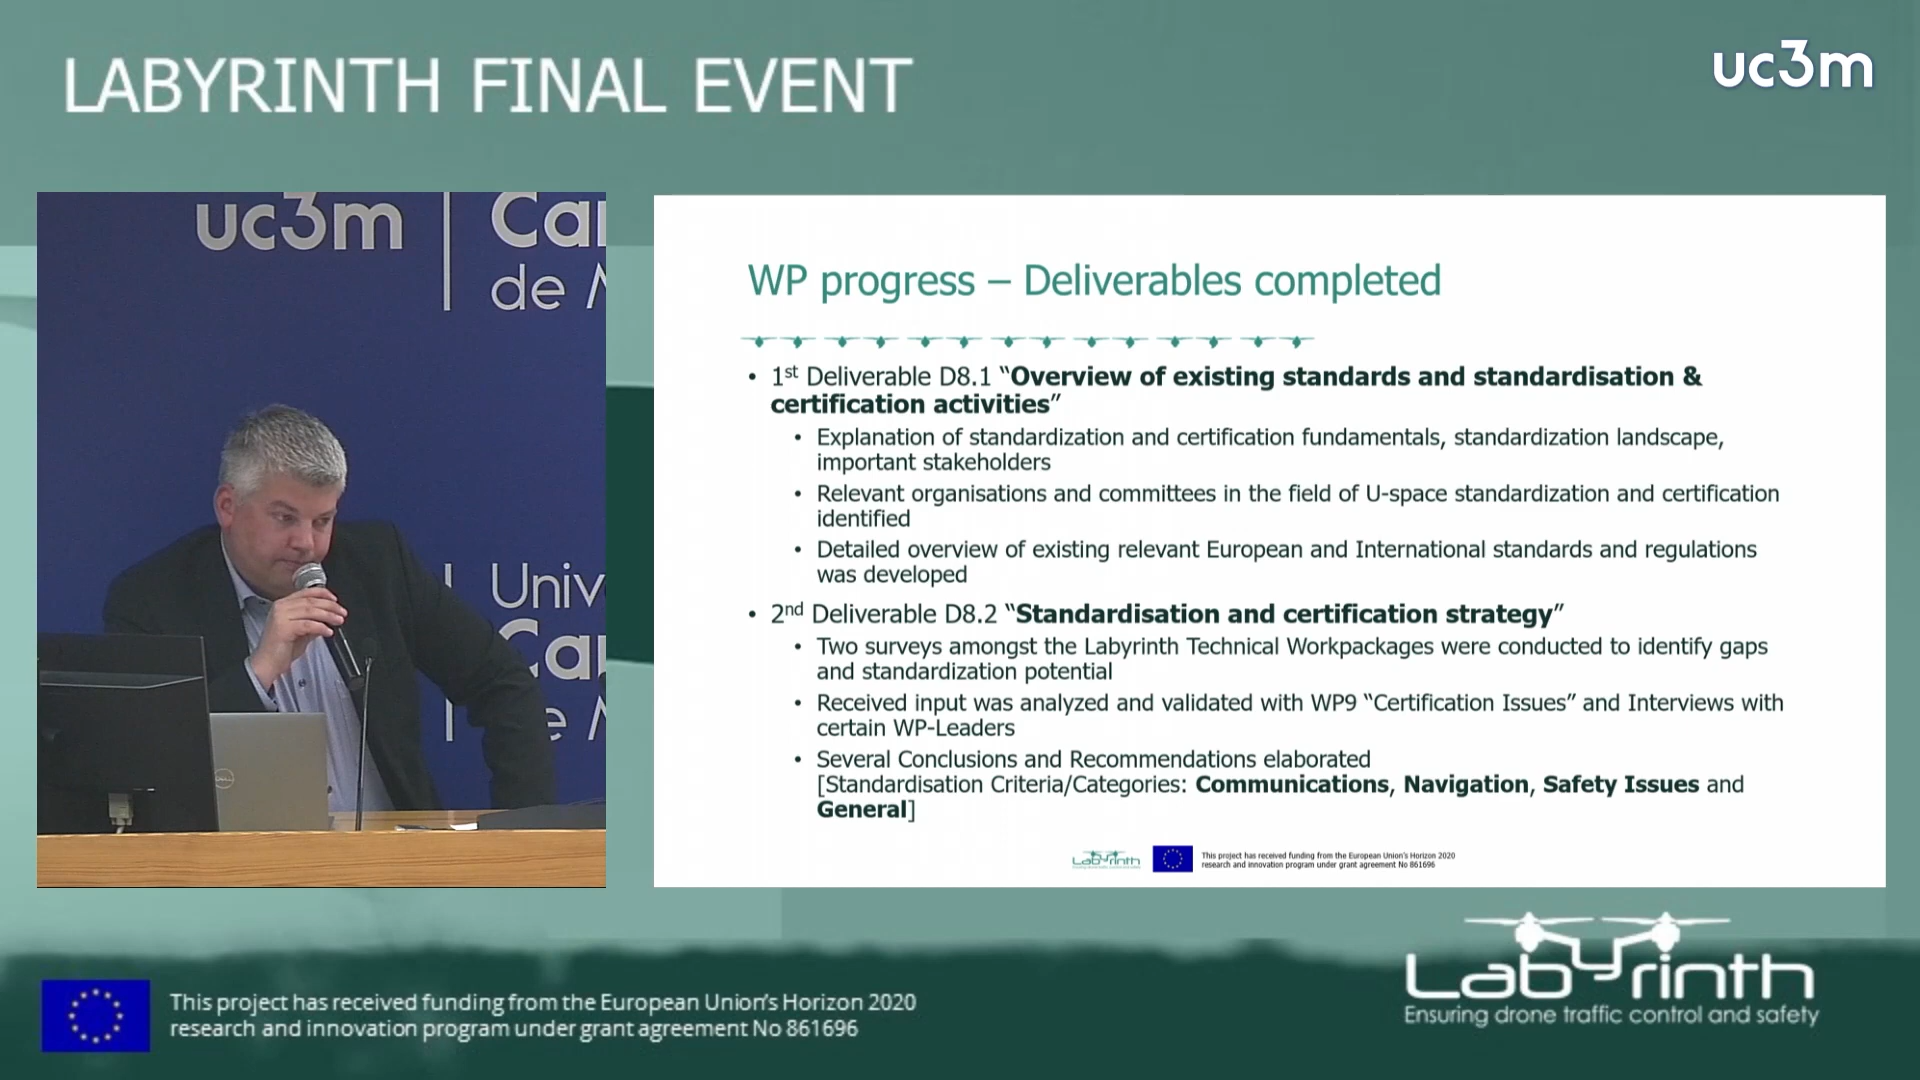 LABYRINTH FINAL EVENT
uc3m
uc3m
Car
de M
Univ
Car
e M
WP progress – Deliverables completed
• 1st Deliverable D8.1 “Overview of existing standards and standardisation &
certification activities”
• Explanation of standardization and certification fundamentals, standardization landscape,
important stakeholders
• Relevant organisations and committees in the field of U-space standardization and certification
identified
• Detailed overview of existing relevant European and International standards and regulations
was developed
• 2nd Deliverable D8.2 “Standardisation and certification strategy”
• Two surveys amongst the Labyrinth Technical Workpackages were conducted to identify gaps
and standardization potential
• Received input was analyzed and validated with WP9 “Certification Issues” and Interviews with
certain WP-Leaders
• Several Conclusions and Recommendations elaborated
[Standardisation Criteria/Categories: Communications, Navigation, Safety Issues and
General]
Labyrinth
This project has received funding from the European Union's Horizon 2020
research and innovation program under grant agreement No 861696
This project has received funding from the European Union's Horizon 2020
research and innovation program under grant agreement No 861696
Labyrinth
Ensuring drone traffic control and safety